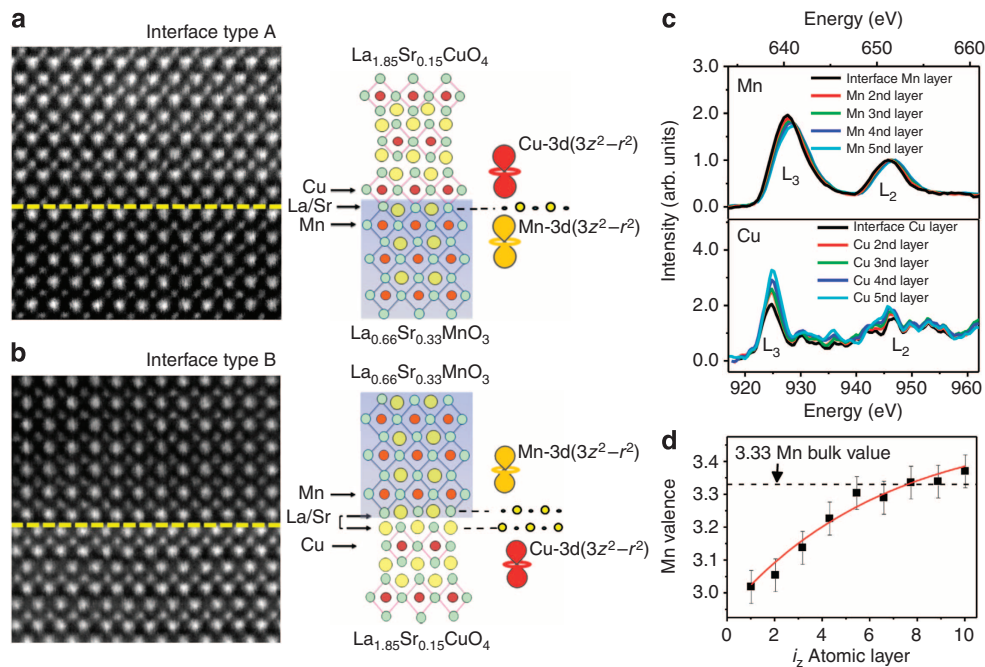 a
Interface type A
La1.85Sr0.15CuO4
Cu-3d(3z²–r²)
Cu
La/Sr
Mn
Mn-3d(3z²–r²)
La0.66Sr0.33MnO3
b
Interface type B
La0.66Sr0.33MnO3
Mn-3d(3z²–r²)
Mn
La/Sr
Cu
Cu-3d(3z²–r²)
La1.85Sr0.15CuO4
c
Energy (eV)
640 650 660
Mn
Interface Mn layer
Mn 2nd layer
Mn 3nd layer
Mn 4nd layer
Mn 5nd layer
L3
L2
3.0
2.0
1.0
0.0
Intensity (arb. units)
Cu
Interface Cu layer
Cu 2nd layer
Cu 3nd layer
Cu 4nd layer
Cu 5nd layer
L3
L2
4.0
2.0
0.0
920 930 940 950 960
Energy (eV)
d
3.33 Mn bulk value
3.4
3.3
3.2
3.1
3.0
Mn valence
0 2 4 6 8 10
iz Atomic layer